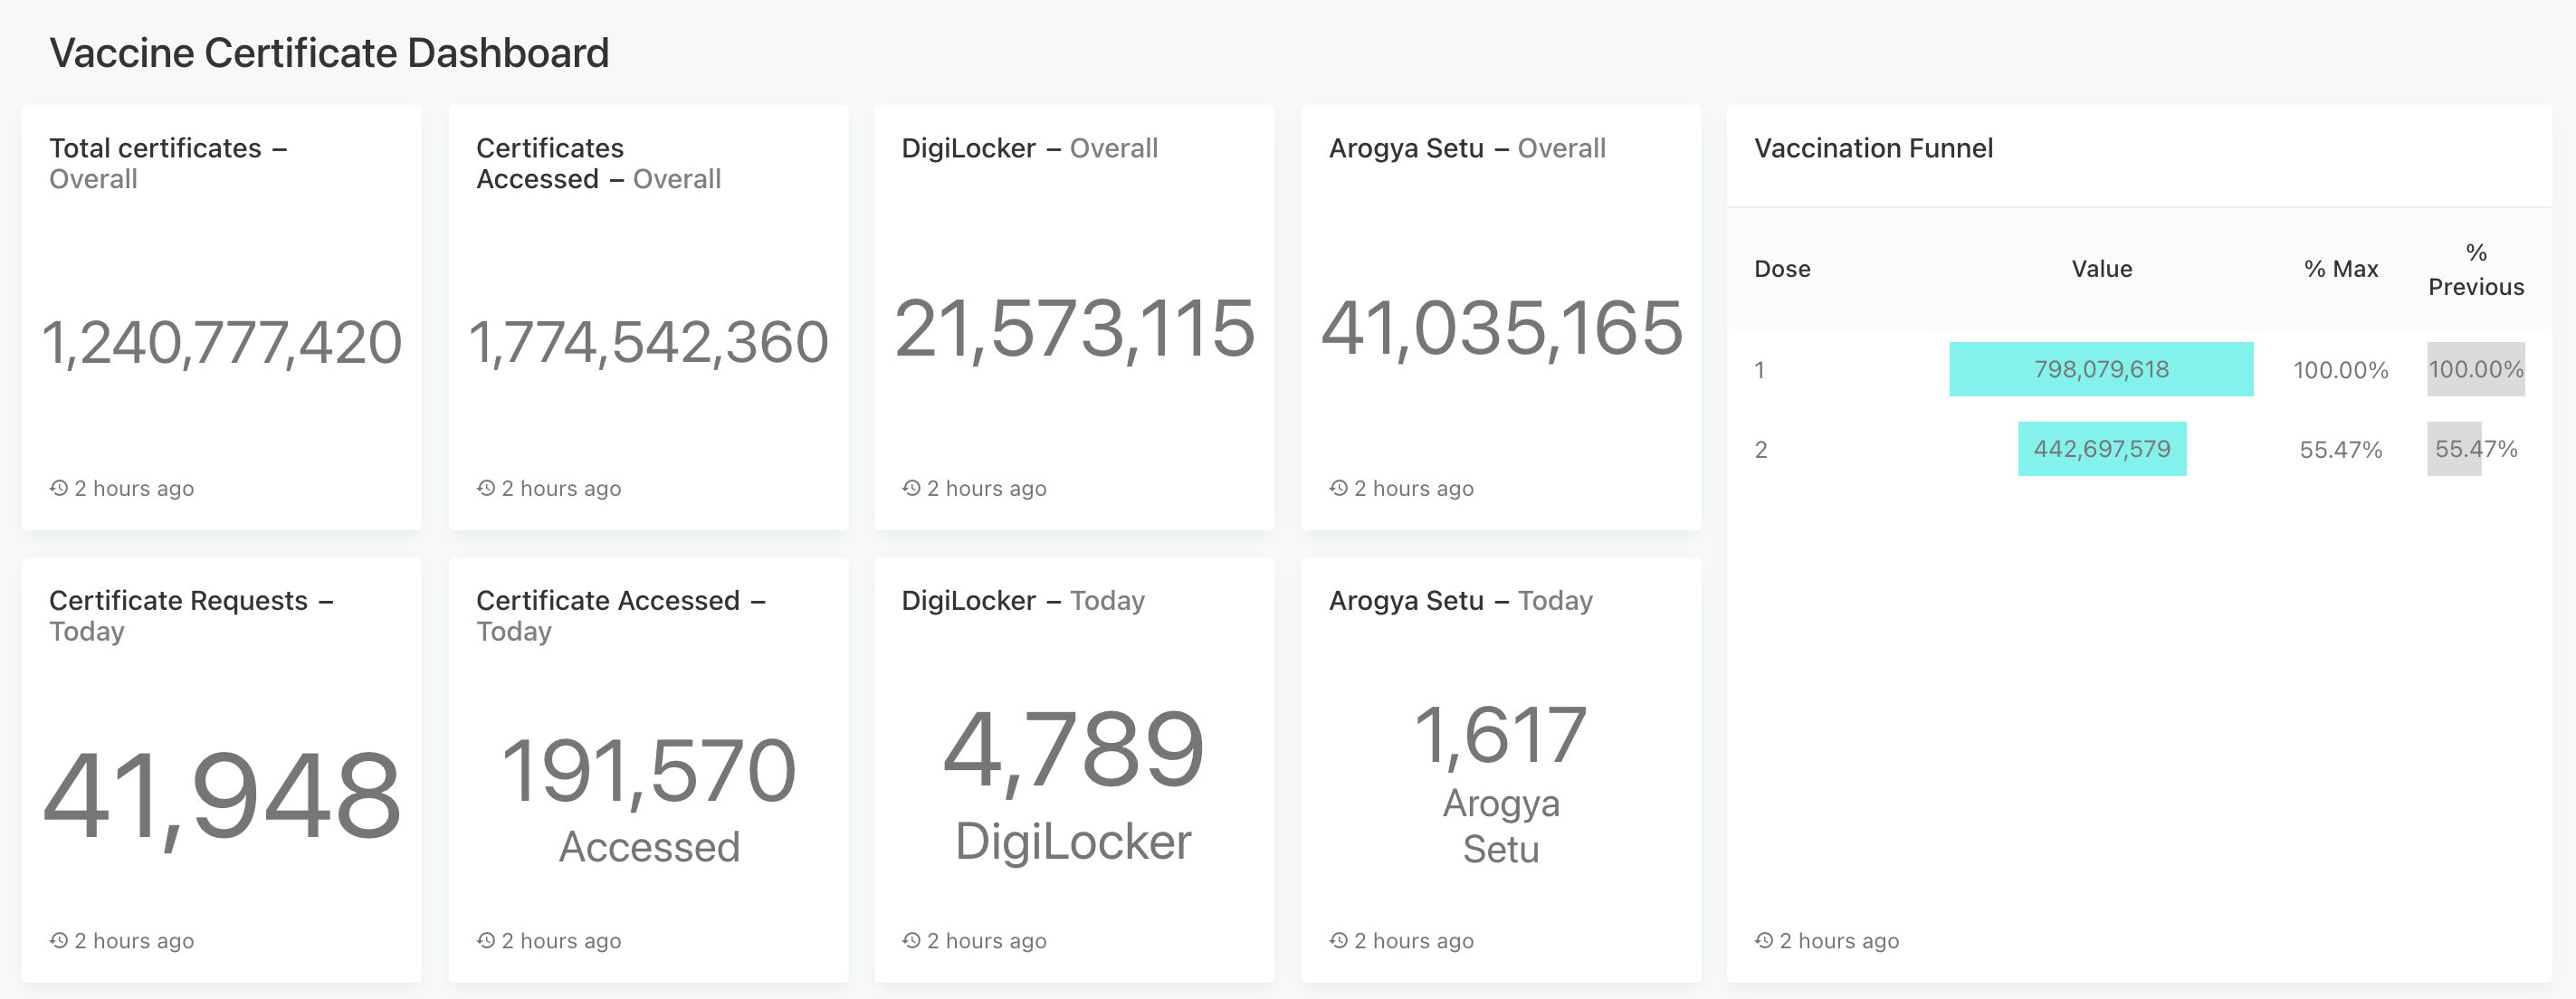 Vaccine Certificate Dashboard
Total certificates –
Overall
1,240,777,420
2 hours ago
Certificates
Accessed – Overall
1,774,542,360
2 hours ago
DigiLocker – Overall
21,573,115
2 hours ago
Arogya Setu – Overall
41,035,165
2 hours ago
Vaccination Funnel
Dose Value % Max %
Previous
1 798,079,618 100.00% 100.00%
2 442,697,579 55.47% 55.47%
2 hours ago
Certificate Requests –
Today
41,948
2 hours ago
Certificate Accessed –
Today
191,570
Accessed
2 hours ago
DigiLocker – Today
4,789
DigiLocker
2 hours ago
Arogya Setu – Today
1,617
Arogya
Setu
2 hours ago